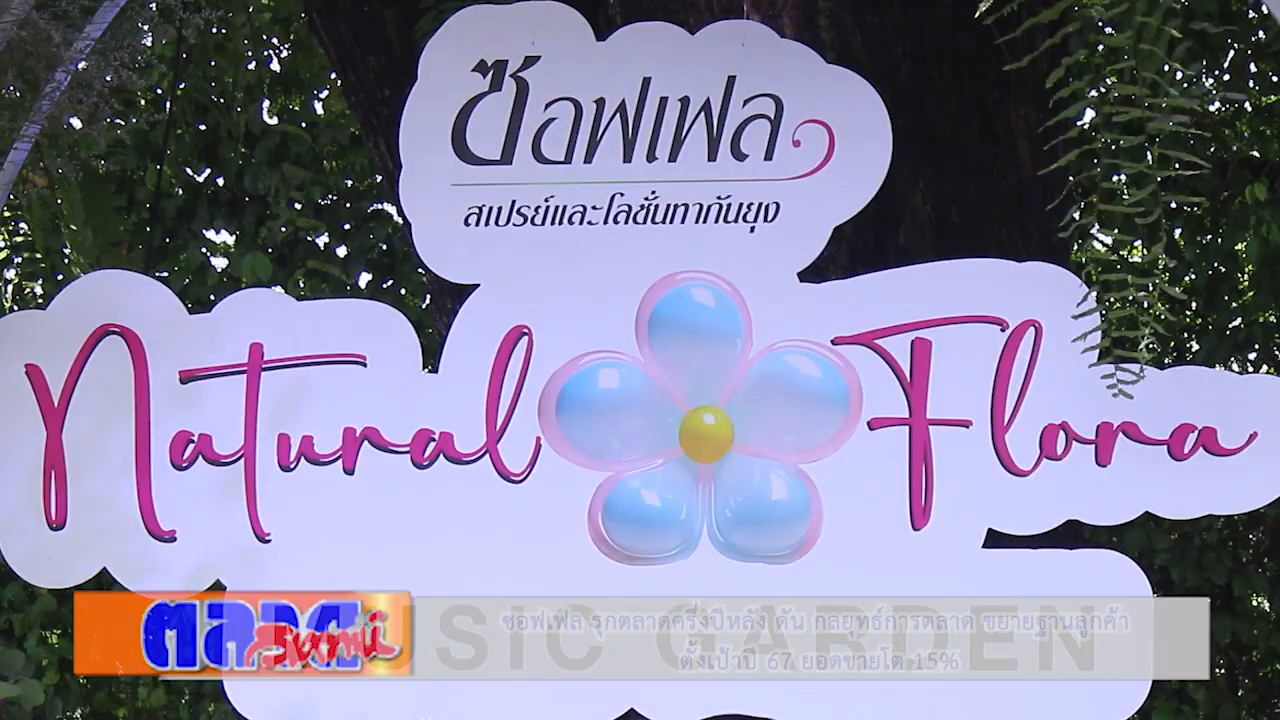 ซอฟเฟล
สเปรย์และโลชั่นทากันยุง
Natural Flora
MUSIC GARDEN
ตลาด
ซอฟเฟล รุกตลาดครึ่งปีหลัง ดัน กลยุทธ์การตลาด ขยายฐานลูกค้า
ตั้งเป้าปี 67 ยอดขายโต 15%